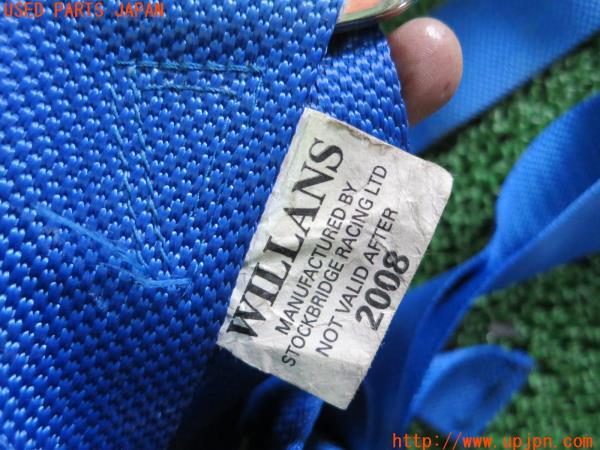 USED PARTS JAPAN
WILLANS
MANUFACTURED BY
STOCKBRIDGE RACING LTD
NOT VALID AFTER
2008
http://www.upjpn.com/